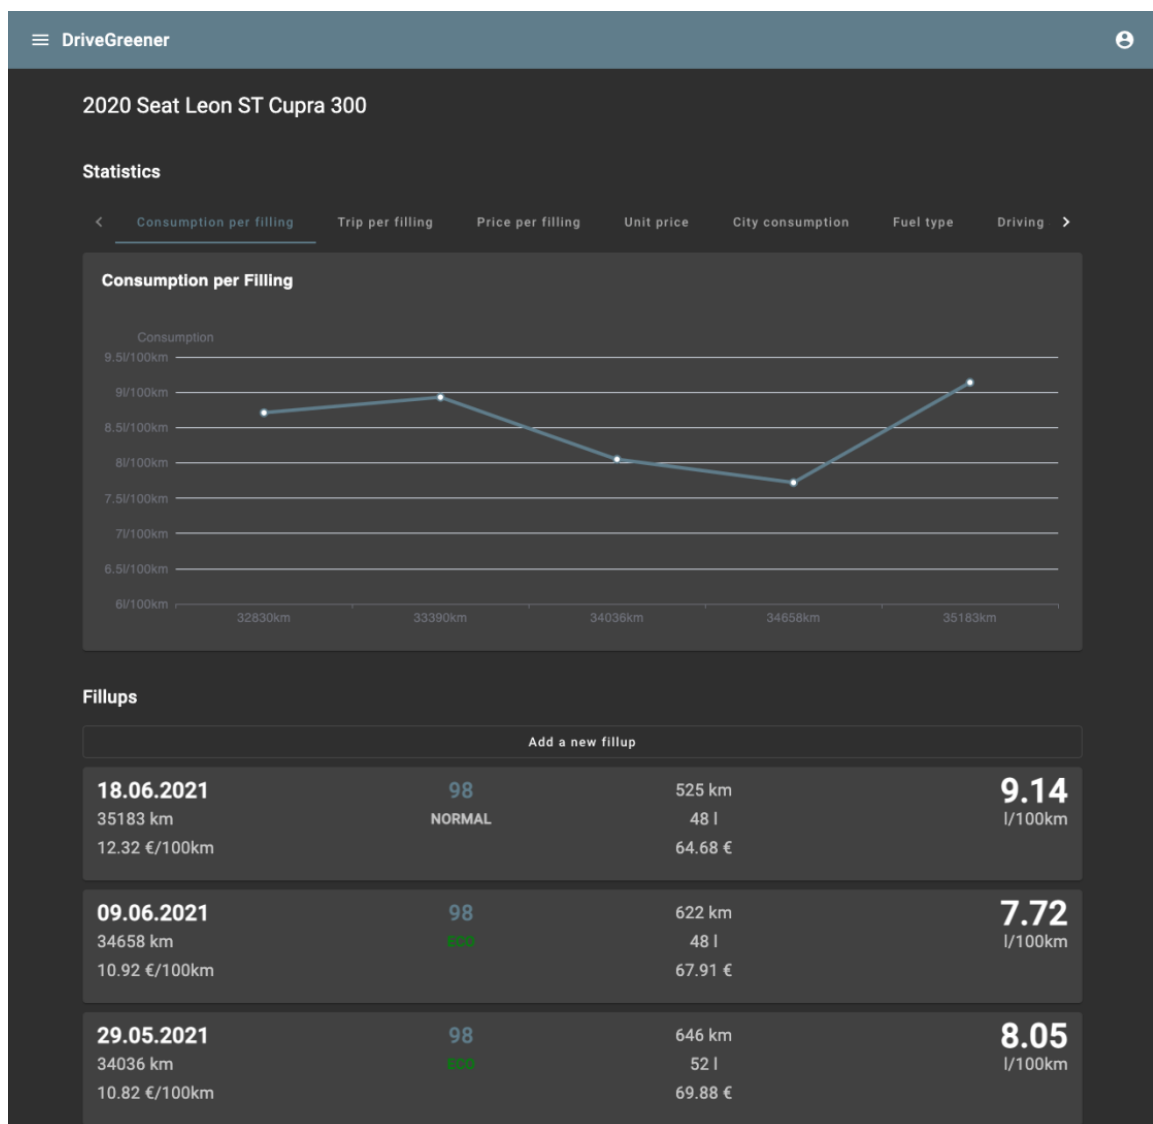 DriveGreener
2020 Seat Leon ST Cupra 300
Statistics
Consumption per filling Trip per filling Price per filling Unit price City consumption Fuel type Driving
Consumption per Filling
Consumption
9.5l/100km
9l/100km
8.5l/100km
8l/100km
7.5l/100km
7l/100km
6.5l/100km
6l/100km
32830km 33390km 34036km 34658km 35183km
Fillups
Add a new fillup
18.06.2021 98 525 km 9.14
35183 km NORMAL 48 l l/100km
12.32 €/100km 64.68 €
09.06.2021 98 622 km 7.72
34658 km ECO 48 l l/100km
10.92 €/100km 67.91 €
29.05.2021 98 646 km 8.05
34036 km ECO 52 l l/100km
10.82 €/100km 69.88 €